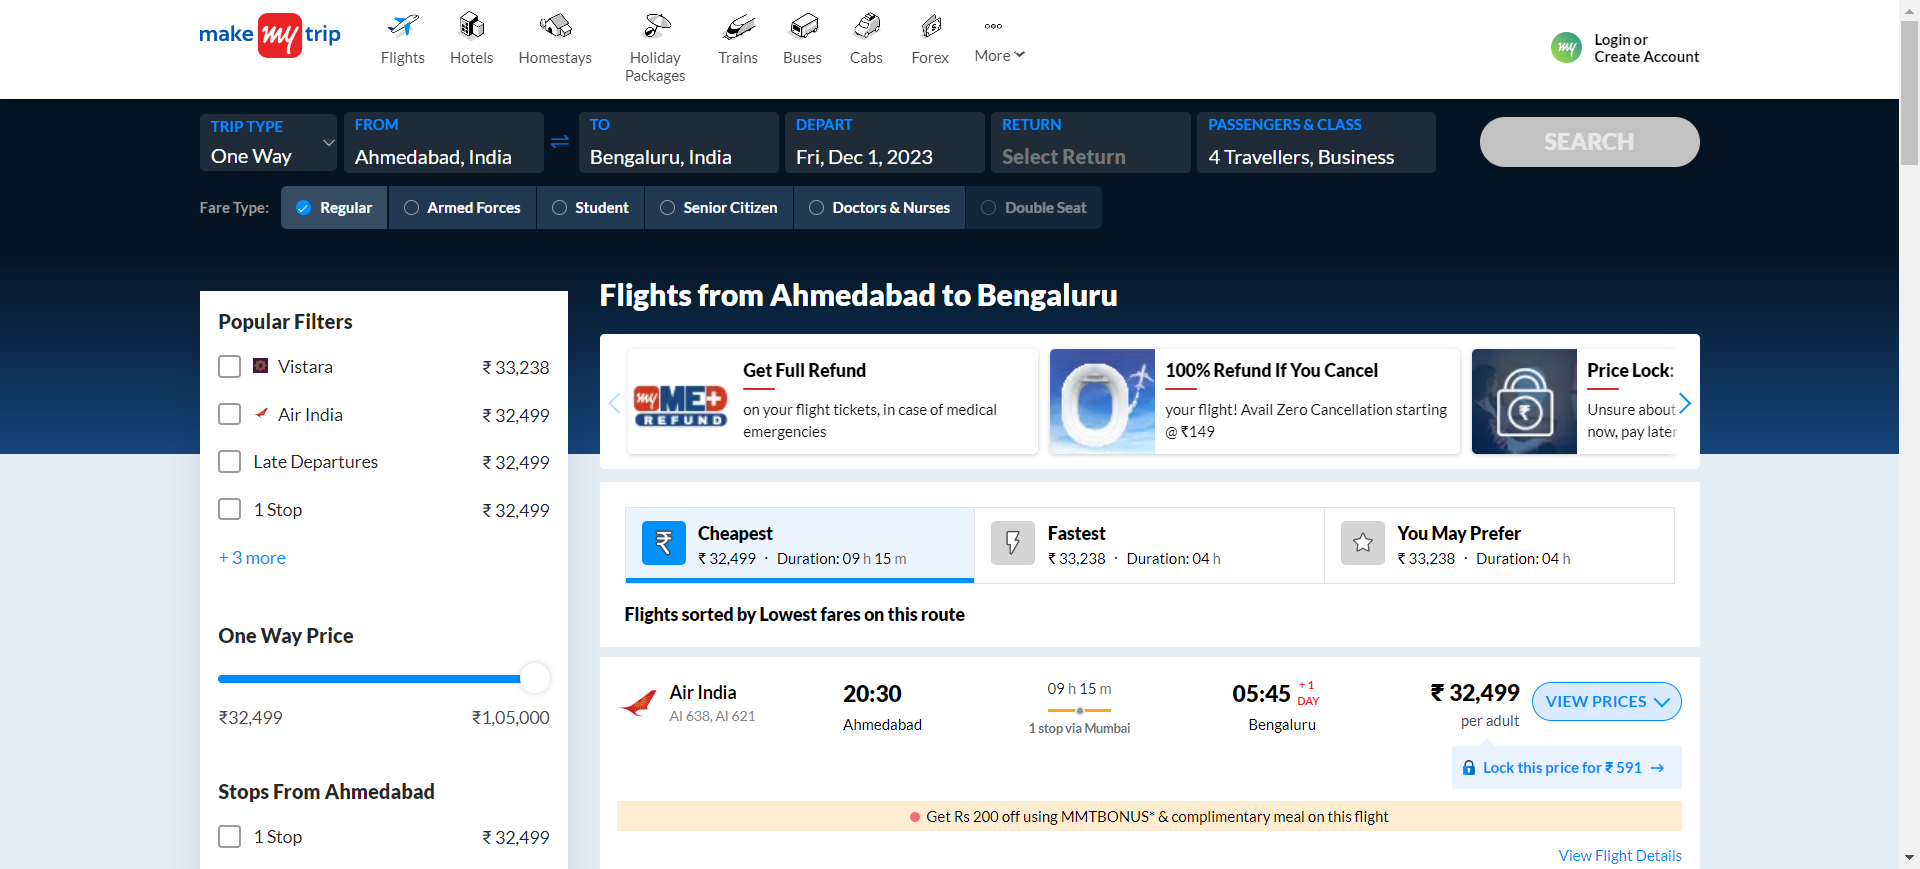 make my trip
Flights
Hotels
Homestays
Holiday
Packages
Trains
Buses
Cabs
Forex
More
my
Login or
Create Account
TRIP TYPE
One Way
FROM
Ahmedabad, India
TO
Bengaluru, India
DEPART
Fri, Dec 1, 2023
RETURN
Select Return
PASSENGERS & CLASS
4 Travellers, Business
SEARCH
Fare Type:
Regular
Armed Forces
Student
Senior Citizen
Doctors & Nurses
Double Seat
Popular Filters
Vistara ₹ 33,238
Air India ₹ 32,499
Late Departures ₹ 32,499
1 Stop ₹ 32,499
+ 3 more
One Way Price
₹32,499 ₹1,05,000
Stops From Ahmedabad
1 Stop ₹ 32,499
Flights from Ahmedabad to Bengaluru
my MED+
REFUND
Get Full Refund
on your flight tickets, in case of medical
emergencies
100% Refund If You Cancel
your flight! Avail Zero Cancellation starting
@ ₹149
₹
Price Lock:
Unsure about
now, pay later
₹
Cheapest
₹ 32,499 · Duration: 09 h 15 m
Fastest
₹ 33,238 · Duration: 04 h
You May Prefer
₹ 33,238 · Duration: 04 h
Flights sorted by Lowest fares on this route
Air India
AI 638, AI 621
20:30
Ahmedabad
09 h 15 m
1 stop via Mumbai
05:45 + 1
DAY
Bengaluru
₹ 32,499
per adult
VIEW PRICES
Lock this price for ₹ 591 →
Get Rs 200 off using MMTBONUS* & complimentary meal on this flight
View Flight Details